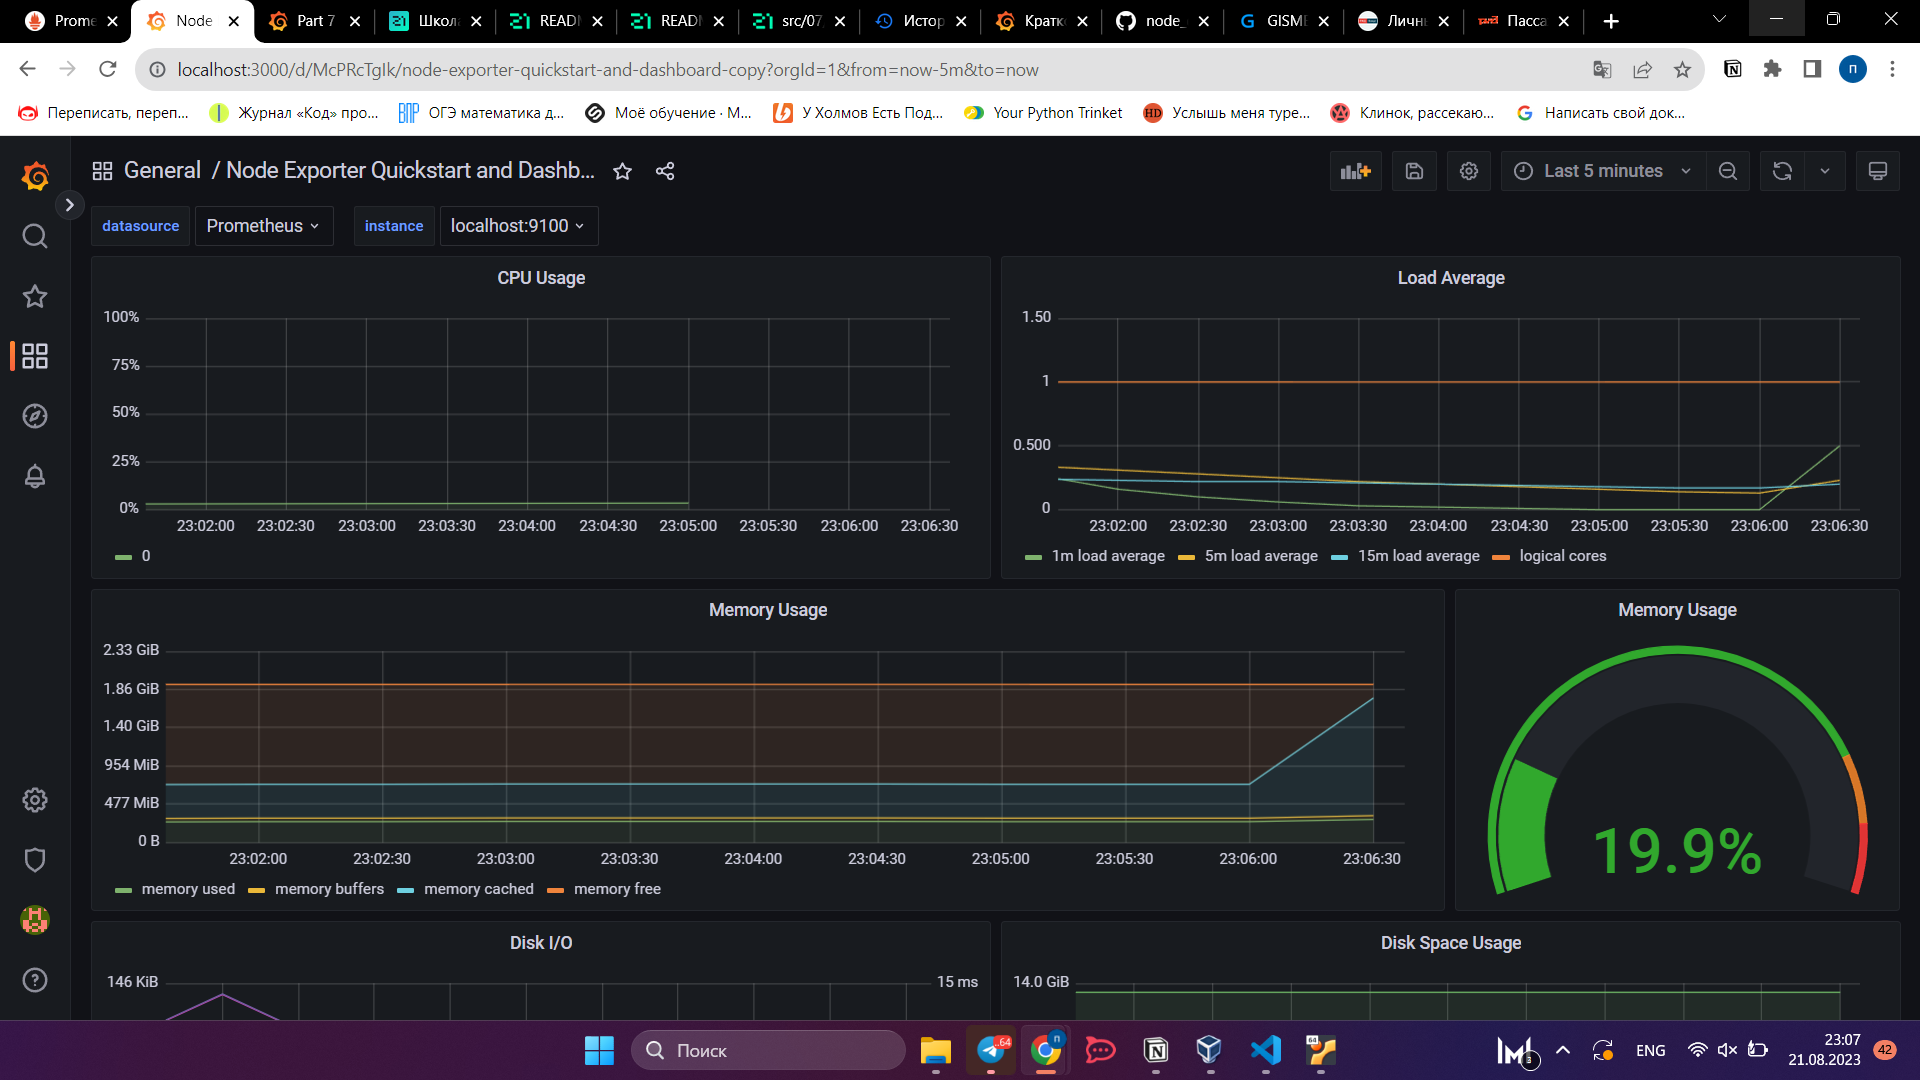 Prome
Node
Part 7
Школ
READM
READM
src/07
Истор
Кратк
node_
GISME
Личн
Пасса
localhost:3000/d/McPRcTgIk/node-exporter-quickstart-and-dashboard-copy?orgId=1&from=now-5m&to=now
п
Переписать, переп...
Журнал «Код» про...
ОГЭ математика д...
Моё обучение · М...
У Холмов Есть Под...
Your Python Trinket
Услышь меня туре...
Клинок, рассекаю...
Написать свой док...
General / Node Exporter Quickstart and Dashb...
Last 5 minutes
datasource Prometheus instance localhost:9100
CPU Usage
100%
75%
50%
25%
0%
23:02:00 23:02:30 23:03:00 23:03:30 23:04:00 23:04:30 23:05:00 23:05:30 23:06:00 23:06:30
0
Load Average
1.50
1
0.500
0
23:02:00 23:02:30 23:03:00 23:03:30 23:04:00 23:04:30 23:05:00 23:05:30 23:06:00 23:06:30
1m load average 5m load average 15m load average logical cores
Memory Usage
2.33 GiB
1.86 GiB
1.40 GiB
954 MiB
477 MiB
0 B
23:02:00 23:02:30 23:03:00 23:03:30 23:04:00 23:04:30 23:05:00 23:05:30 23:06:00 23:06:30
memory used memory buffers memory cached memory free
Memory Usage
19.9%
Disk I/O
146 KiB
15 ms
Disk Space Usage
14.0 GiB
Поиск
64
п
64
3
ENG
23:07
21.08.2023
42